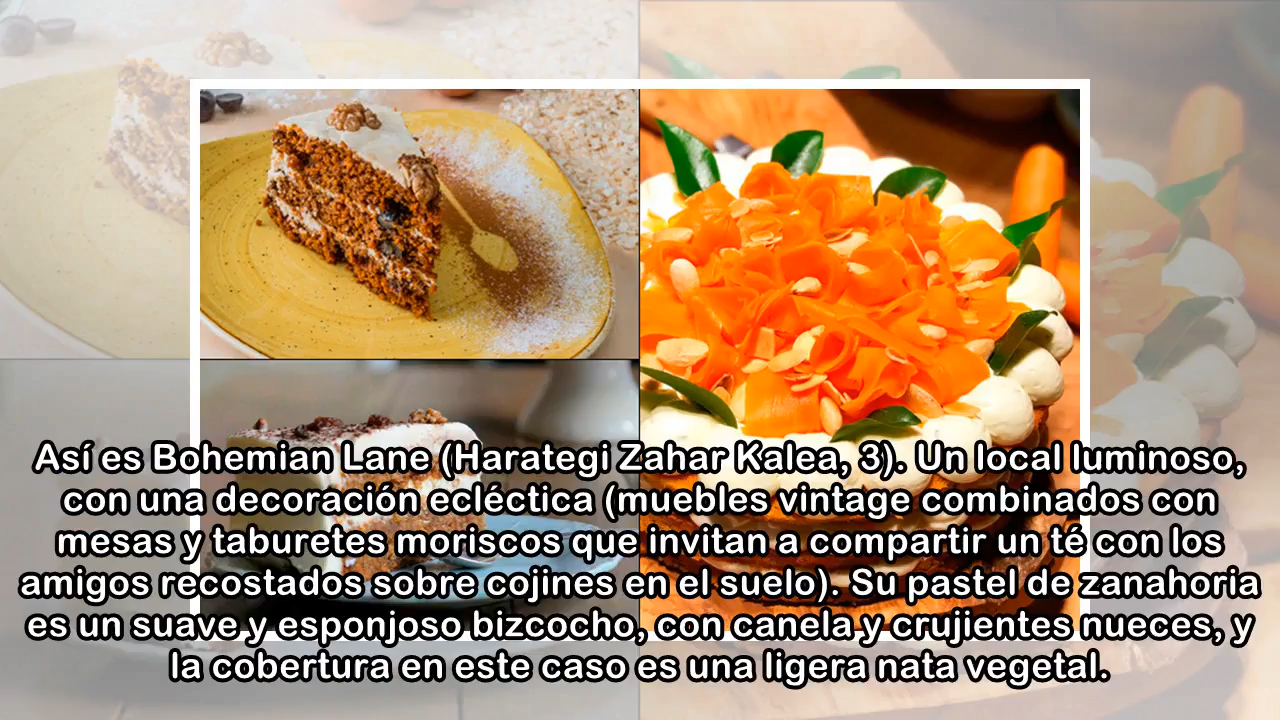 Así es Bohemian Lane (Harategi Zahar Kalea, 3). Un local luminoso,
con una decoración ecléctica (muebles vintage combinados con
mesas y taburetes moriscos que invitan a compartir un té con los
amigos recostados sobre cojines en el suelo). Su pastel de zanahoria
es un suave y esponjoso bizcocho, con canela y crujientes nueces, y
la cobertura en este caso es una ligera nata vegetal.